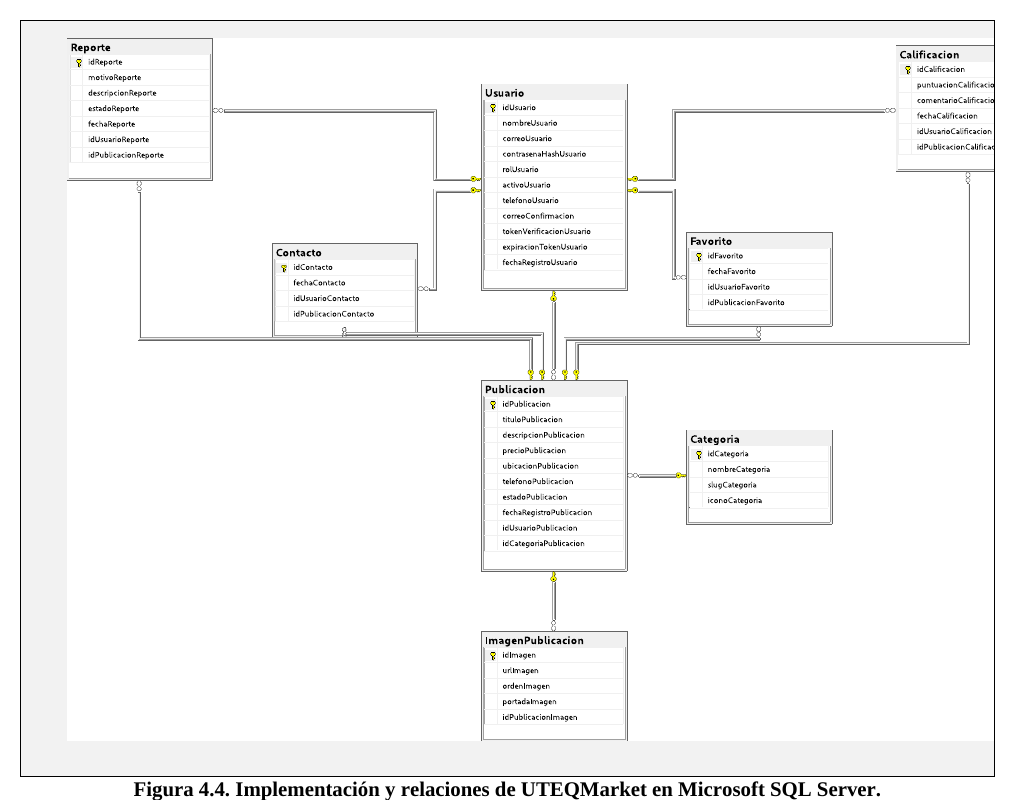 Reporte
idReporte
motivoReporte
descripcionReporte
estadoReporte
fechaReporte
idUsuarioReporte
idPublicacionReporte
Usuario
idUsuario
nombreUsuario
correoUsuario
contrasenaHashUsuario
rolUsuario
activoUsuario
telefonoUsuario
correoConfirmacion
tokenVerificacionUsuario
expiracionTokenUsuario
fechaRegistroUsuario
Calificacion
idCalificacion
puntuacionCalificacio
comentarioCalificacio
fechaCalificacion
idUsuarioCalificacion
idPublicacionCalificac
Contacto
idContacto
fechaContacto
idUsuarioContacto
idPublicacionContacto
Favorito
idFavorito
fechaFavorito
idUsuarioFavorito
idPublicacionFavorito
Publicacion
idPublicacion
tituloPublicacion
descripcionPublicacion
precioPublicacion
ubicacionPublicacion
telefonoPublicacion
estadoPublicacion
fechaRegistroPublicacion
idUsuarioPublicacion
idCategoriaPublicacion
Categoria
idCategoria
nombreCategoria
slugCategoria
iconoCategoria
ImagenPublicacion
idImagen
urlImagen
ordenImagen
portadaImagen
idPublicacionImagen
Figura 4.4. Implementación y relaciones de UTEQMarket en Microsoft SQL Server.